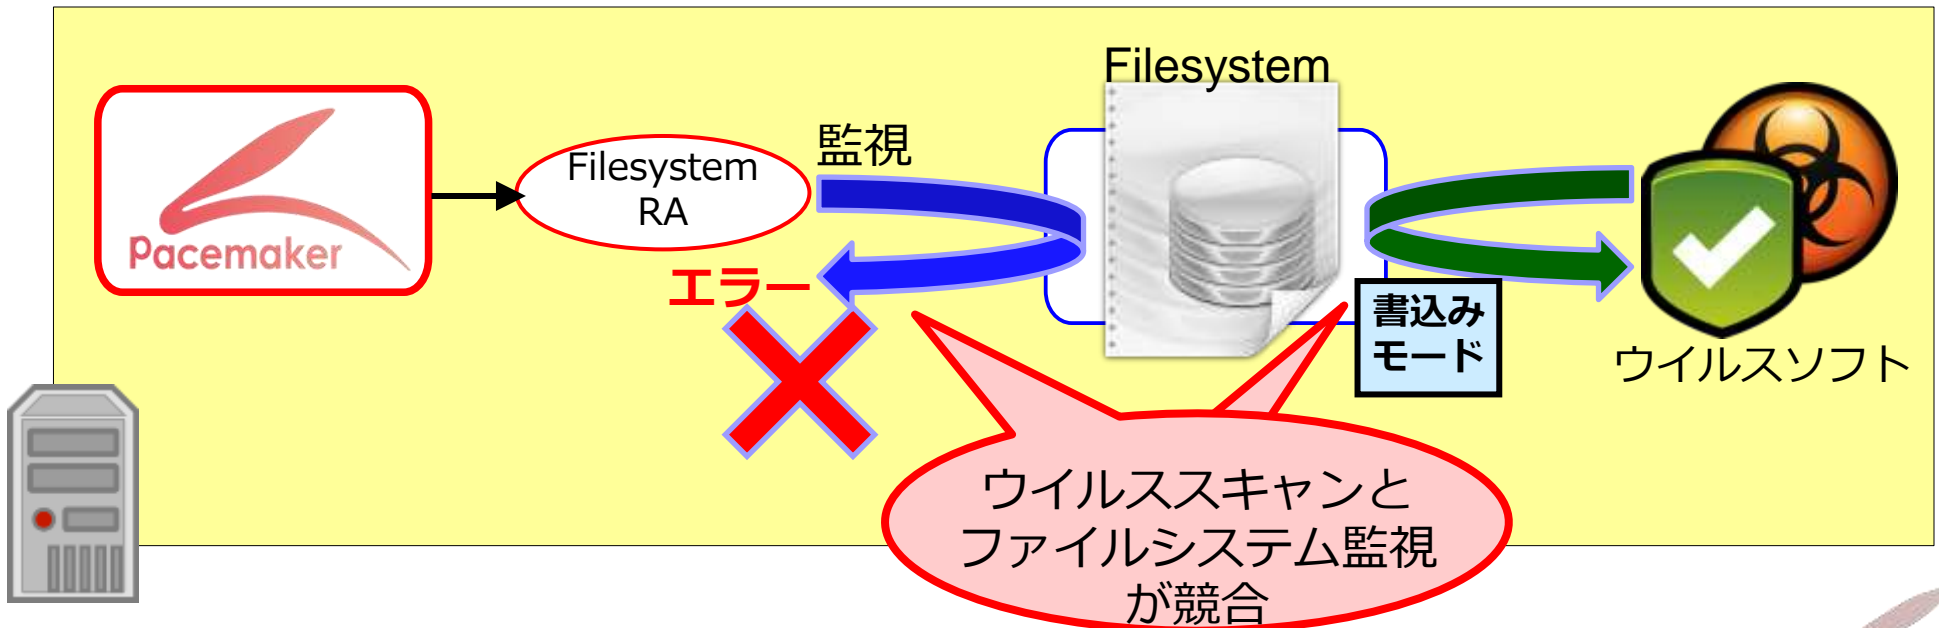 Filesystem
Pacemaker
Filesystem
RA
監視
エラー
書込み
モード
ウイルスソフト
ウイルススキャンと
ファイルシステム監視
が競合